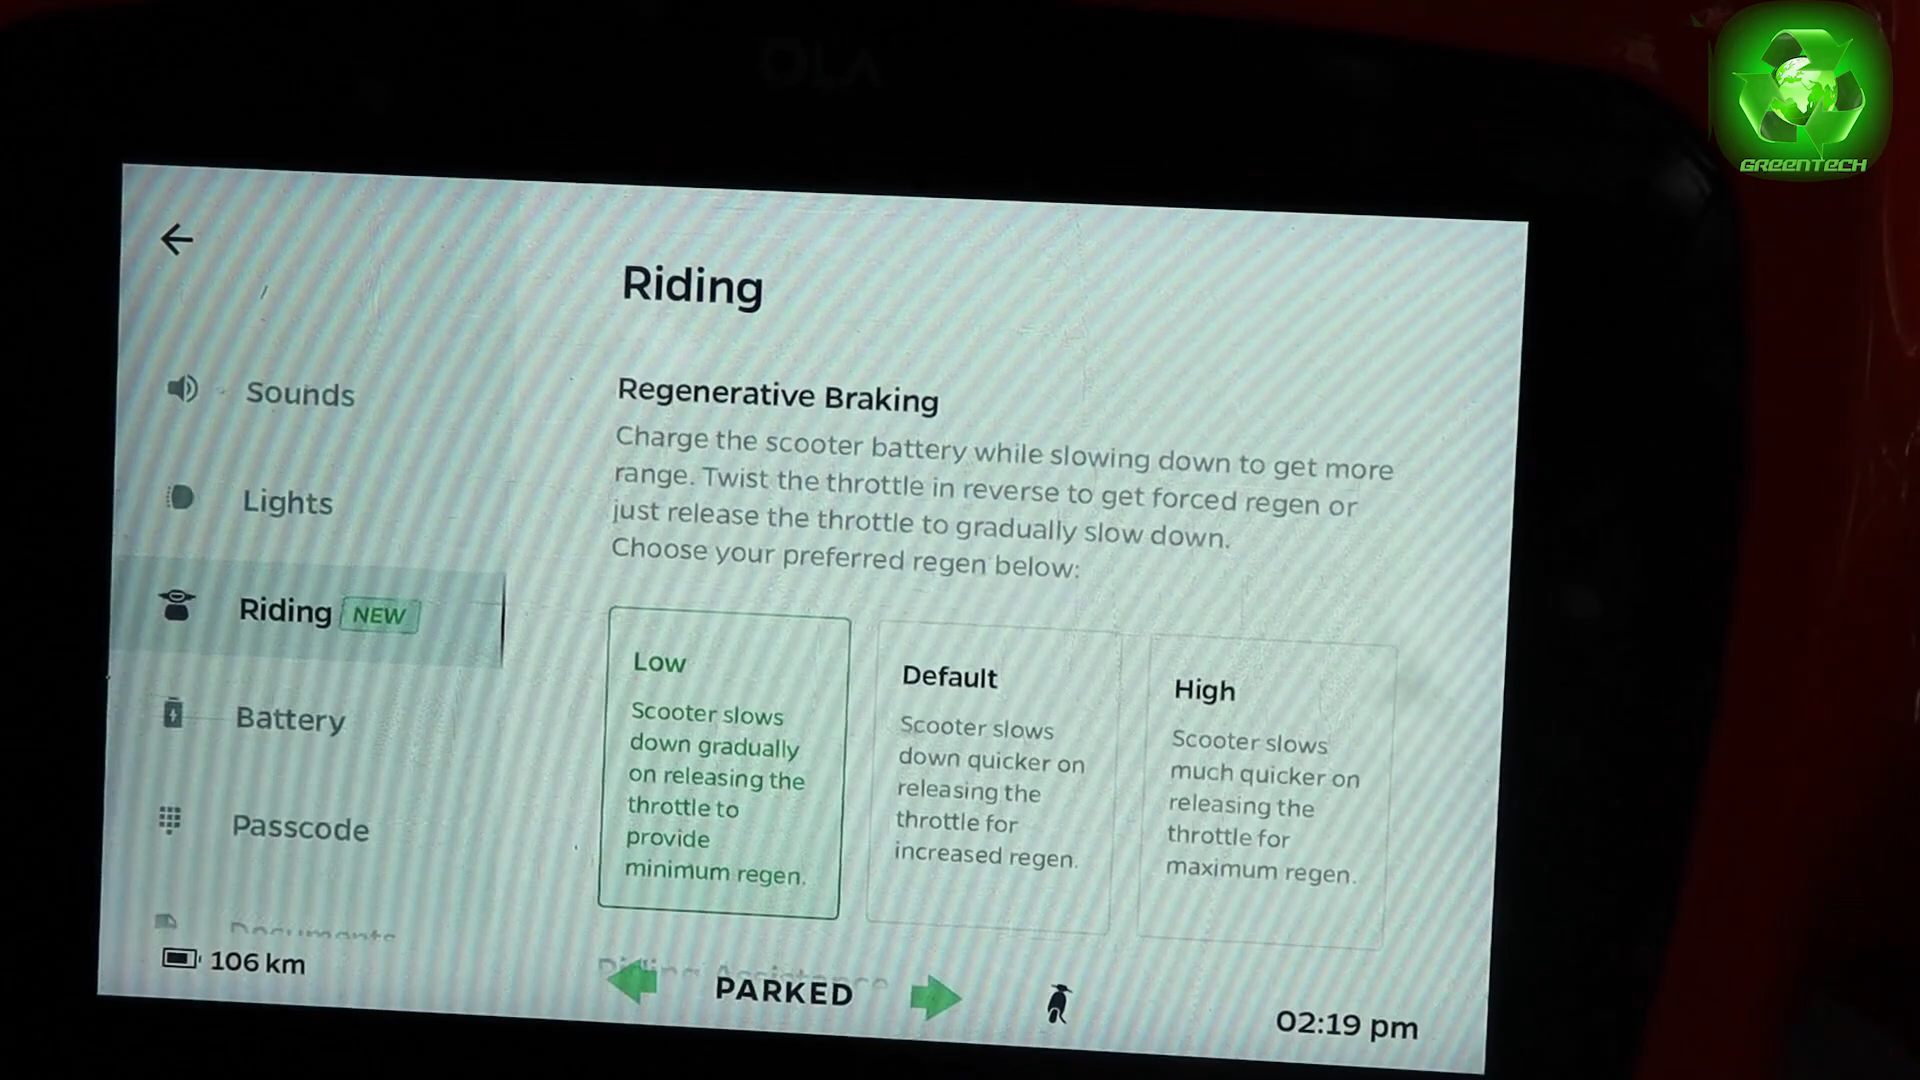 OLA
GREENTECH
Riding
Sounds
Lights
Riding NEW
Battery
Passcode
Documents
106 km
Regenerative Braking
Charge the scooter battery while slowing down to get more
range. Twist the throttle in reverse to get forced regen or
just release the throttle to gradually slow down.
Choose your preferred regen below:
Low
Scooter slows
down gradually
on releasing the
throttle to
provide
minimum regen.
Default
Scooter slows
down quicker on
releasing the
throttle for
increased regen.
High
Scooter slows
much quicker on
releasing the
throttle for
maximum regen.
Riding Assistance
PARKED
02:19 pm